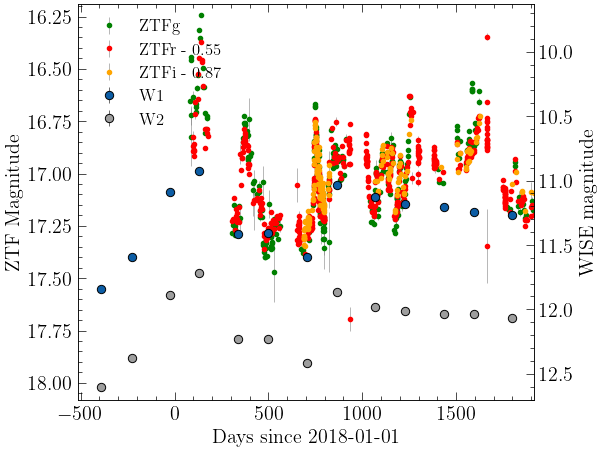 ZTFg
ZTFr - 0.55
ZTFi - 0.87
W1
W2
16.25
16.50
16.75
17.00
17.25
17.50
17.75
18.00
ZTF Magnitude
10.0
10.5
11.0
11.5
12.0
12.5
WISE magnitude
−500 0 500 1000 1500
Days since 2018-01-01